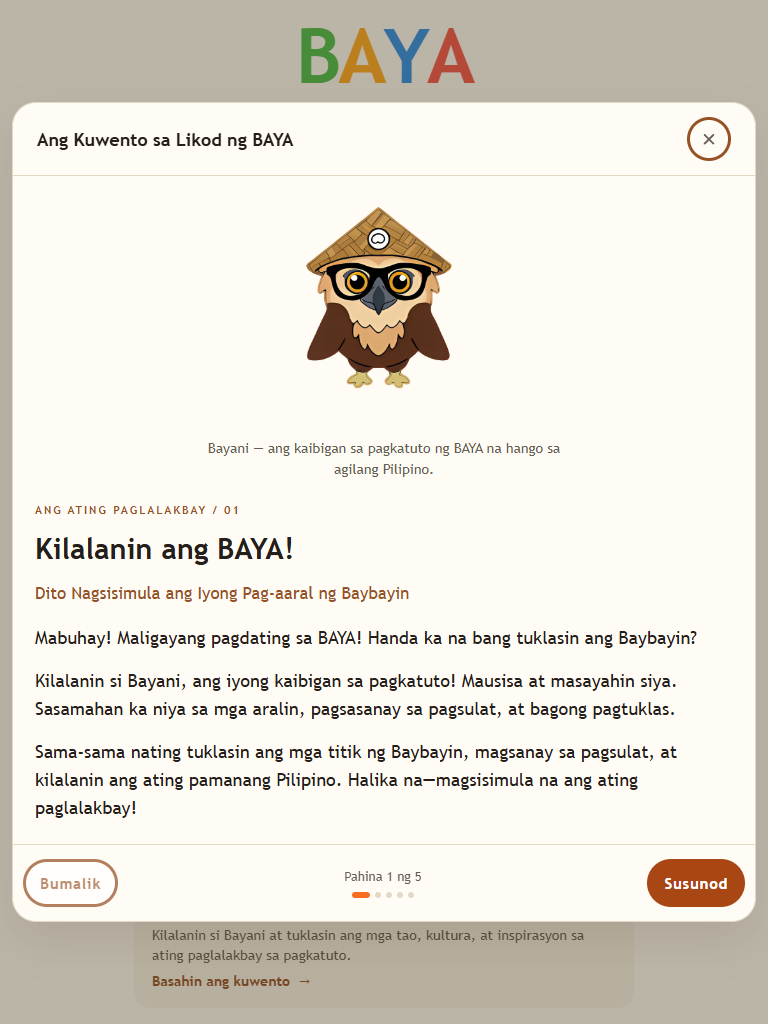 BAYA
Ang Kuwento sa Likod ng BAYA
Bayani — ang kaibigan sa pagkatuto ng BAYA na hango sa
agilang Pilipino.
ANG ATING PAGLALAKBAY / 01
Kilalanin ang BAYA!
Dito Nagsisimula ang Iyong Pag-aaral ng Baybayin
Mabuhay! Maligayang pagdating sa BAYA! Handa ka na bang tuklasin ang Baybayin?
Kilalanin si Bayani, ang iyong kaibigan sa pagkatuto! Mausisa at masayahin siya.
Sasamahan ka niya sa mga aralin, pagsasanay sa pagsulat, at bagong pagtuklas.
Sama-sama nating tuklasin ang mga titik ng Baybayin, magsanay sa pagsulat, at
kilalanin ang ating pamanang Pilipino. Halika na—magsisimula na ang ating
paglalakbay!
Bumalik
Pahina 1 ng 5
Susunod
Kilalanin si Bayani at tuklasin ang mga tao, kultura, at inspirasyon sa
ating paglalakbay sa pagkatuto.
Basahin ang kuwento →